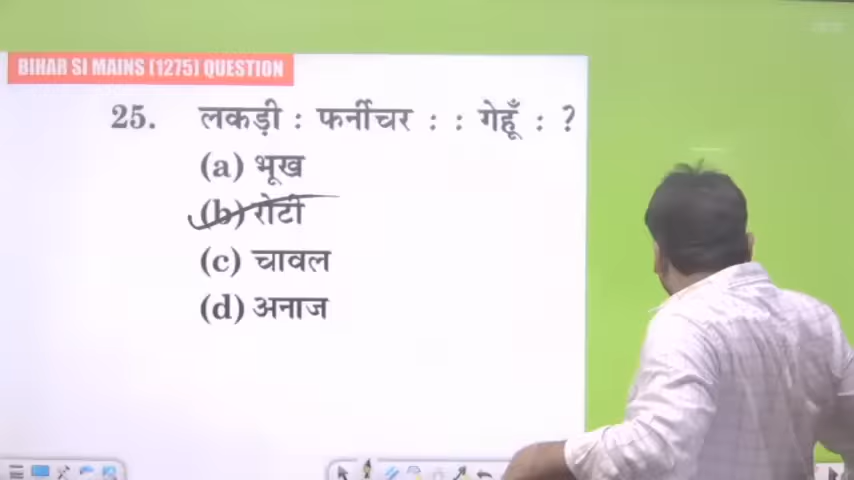 BIHAR SI MAINS (1275) QUESTION
25. लकड़ी : फर्नीचर : : गेहूँ : ?
(a) भूख
(b) रोटी
(c) चावल
(d) अनाज